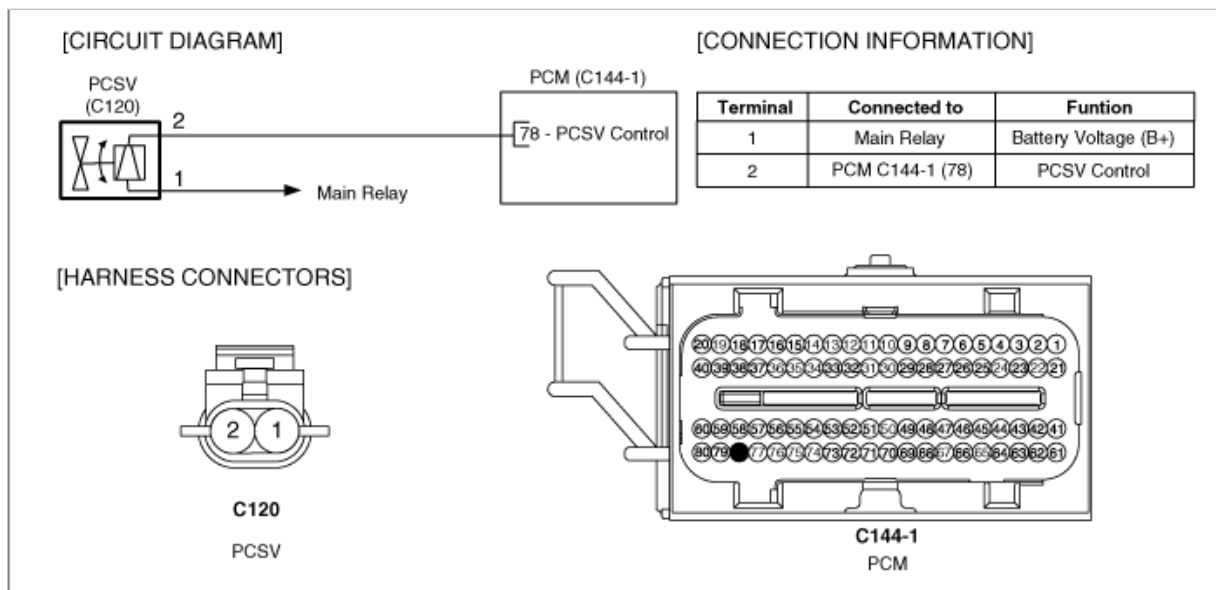 [CIRCUIT DIAGRAM]
PCSV
(C120)
2
1
Main Relay
PCM (C144-1)
78 - PCSV Control
[CONNECTION INFORMATION]
Terminal Connected to Funtion
1 Main Relay Battery Voltage (B+)
2 PCM C144-1 (78) PCSV Control
[HARNESS CONNECTORS]
2 1
C120
PCSV
20 19 18 17 16 15 14 13 12 11 10 9 8 7 6 5 4 3 2 1
40 39 38 37 36 35 34 33 32 31 30 29 28 27 26 25 24 23 22 21
60 59 58 57 56 55 54 53 52 51 50 49 48 47 46 45 44 43 42 41
80 79 77 76 75 74 73 72 71 70 69 68 67 66 65 64 63 62 61
C144-1
PCM